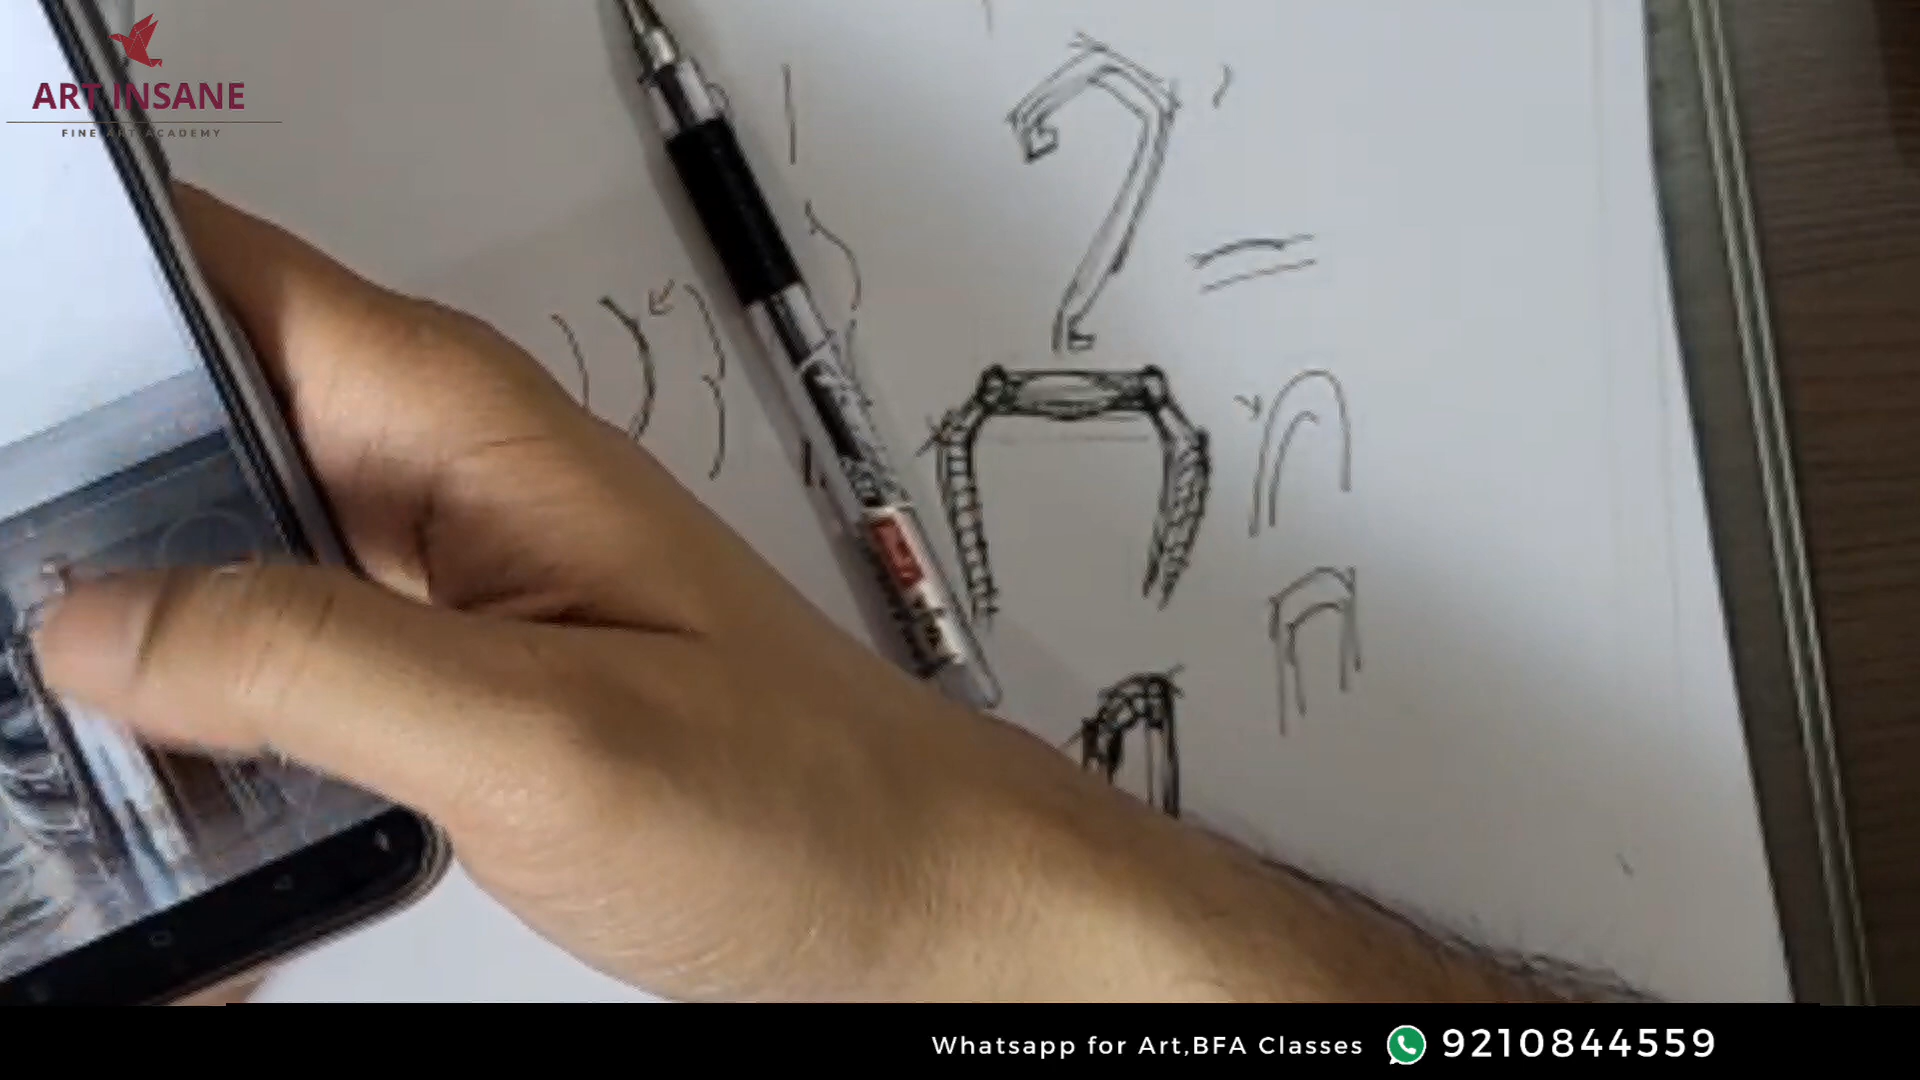 ART INSANE
FINE ART ACADEMY
Whatsapp for Art,BFA Classes 9210844559